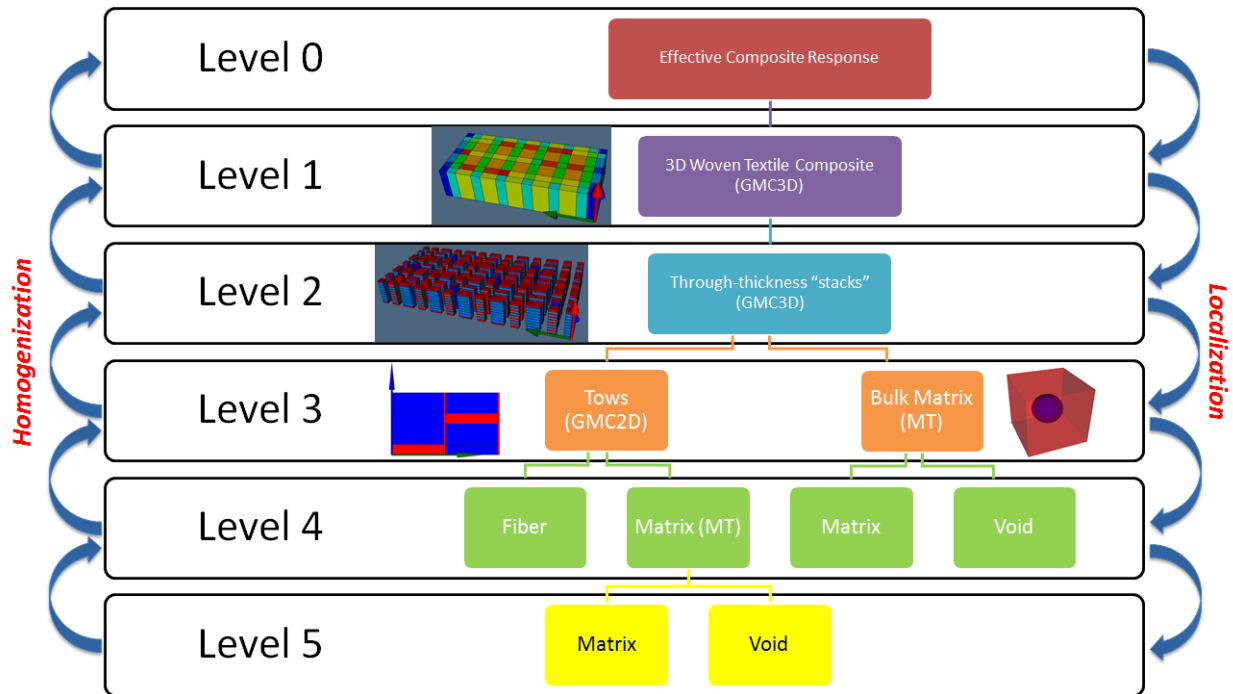 Level 0
Effective Composite Response
Level 1
3D Woven Textile Composite
(GMC3D)
Level 2
Through-thickness “stacks”
(GMC3D)
Homogenization
Localization
Level 3
Tows
(GMC2D)
Bulk Matrix
(MT)
Level 4
Fiber
Matrix (MT)
Matrix
Void
Level 5
Matrix
Void